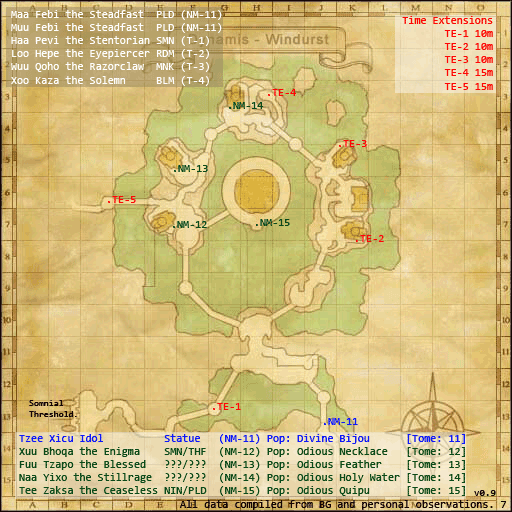 Maa Febi the Steadfast PLD (NM-11)
Muu Febi the Steadfast PLD (NM-11)
Haa Pevi the Stentorian SMN (T-1)
Loo Hepe the Eyepiercer RDM (T-2)
Wuu Qoho the Razorclaw MNK (T-3)
Xoo Kaza the Solemn BLM (T-4)
namis - Windurst
Time Extensions
TE-1 10m
TE-2 10m
TE-3 10m
TE-4 15m
TE-5 15m
.TE-4
.NM-14
.TE-3
.NM-13
.TE-5
.NM-12
.NM-15
.TE-2
Somnial
Threshold.
.TE-1
.NM-11
Tzee Xicu Idol Statue (NM-11) Pop: Divine Bijou [Tome: 11]
Xuu Bhoqa the Enigma SMN/THF (NM-12) Pop: Odious Necklace [Tome: 12]
Fuu Tzapo the Blessed ???/??? (NM-13) Pop: Odious Feather [Tome: 13]
Naa Yixo the Stillrage ???/??? (NM-14) Pop: Odious Holy Water [Tome: 14]
Tee Zaksa the Ceaseless NIN/PLD (NM-15) Pop: Odious Quipu [Tome: 15]
v0.9
All data compiled from BG and personal observations. 7